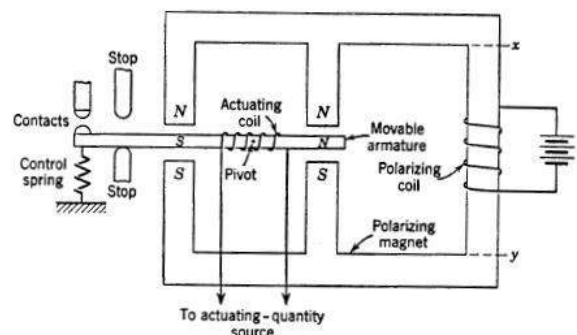 Stop
x
Contacts
N
Actuating
coil
N
S
N
Movable
armature
Control
spring
Stop
S
Pivot
S
Polarizing
coil
Polarizing
magnet
y
To actuating-quantity
source